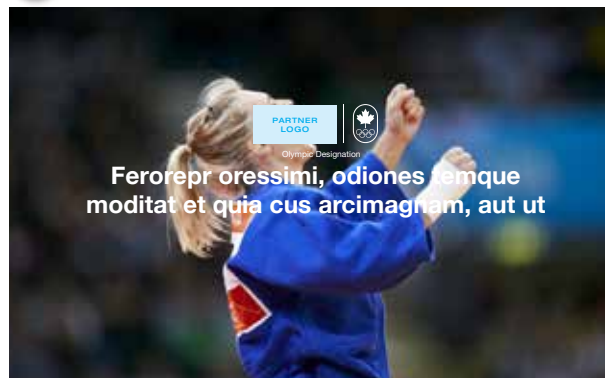 PARTNER
LOGO
Olympic Designation
Ferorepr oressimi, odiones temque
moditat et quia cus arcimagnam, aut ut